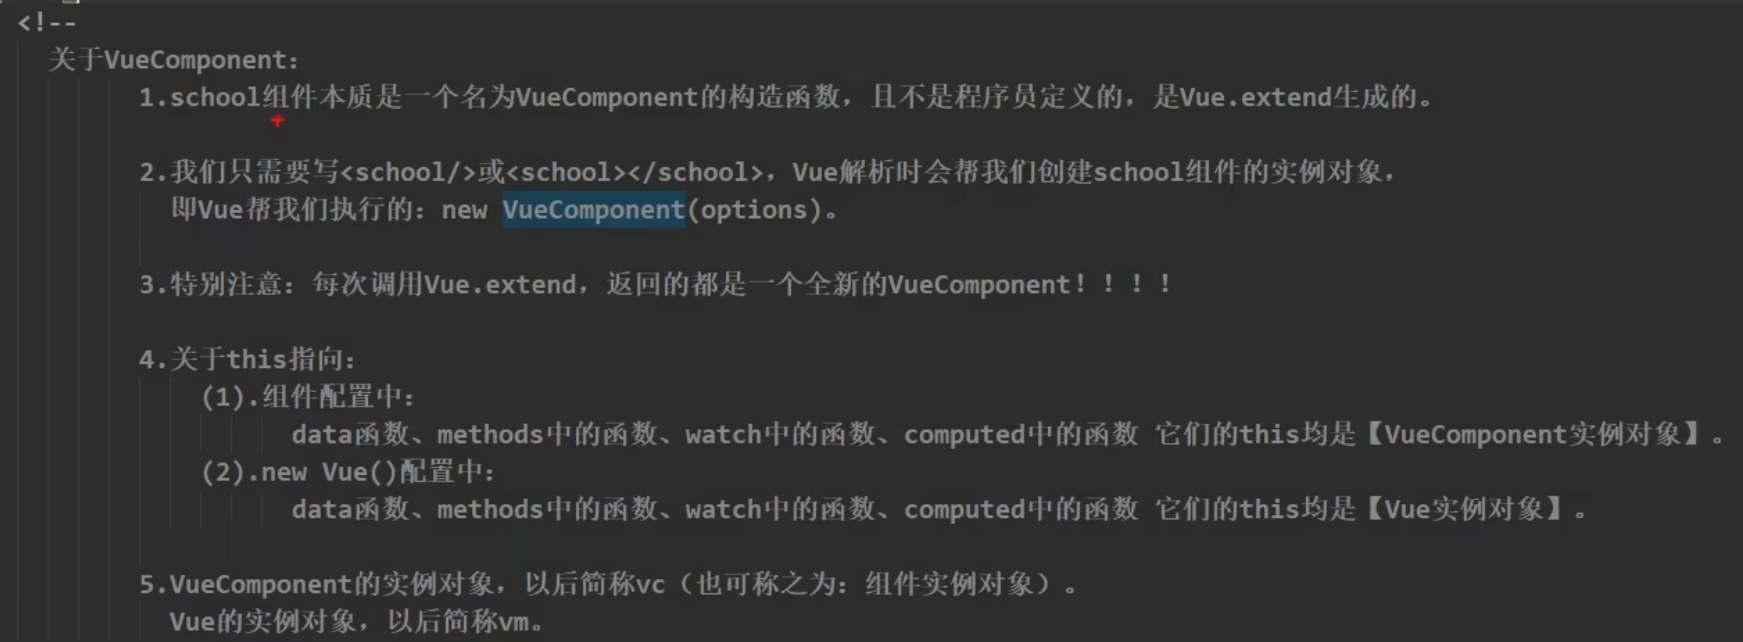 <!--
关于VueComponent：
1.school组件本质是一个名为VueComponent的构造函数，且不是程序员定义的，是Vue.extend生成的。
2.我们只需要写<school/>或<school></school>，Vue解析时会帮我们创建school组件的实例对象，
即Vue帮我们执行的：new VueComponent(options)。
3.特别注意：每次调用Vue.extend，返回的都是一个全新的VueComponent！！！！
4.关于this指向：
(1).组件配置中：
data函数、methods中的函数、watch中的函数、computed中的函数 它们的this均是【VueComponent实例对象】。
(2).new Vue()配置中：
data函数、methods中的函数、watch中的函数、computed中的函数 它们的this均是【Vue实例对象】。
5.VueComponent的实例对象，以后简称vc（也可称之为：组件实例对象）。
Vue的实例对象，以后简称vm。